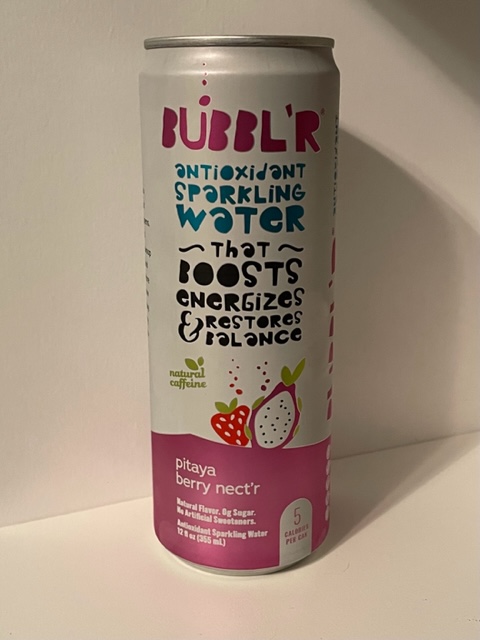 BUBBL'R
antioxidant
sparkling
water
that
BOOSTS
energizes
& restores
balance
natural
caffeine
pitaya
berry nect'r
Natural Flavor. 0g Sugar.
No Artificial Sweeteners.
Antioxidant Sparkling Water
12 fl oz (355 mL)
5
CALORIES
PER CAN